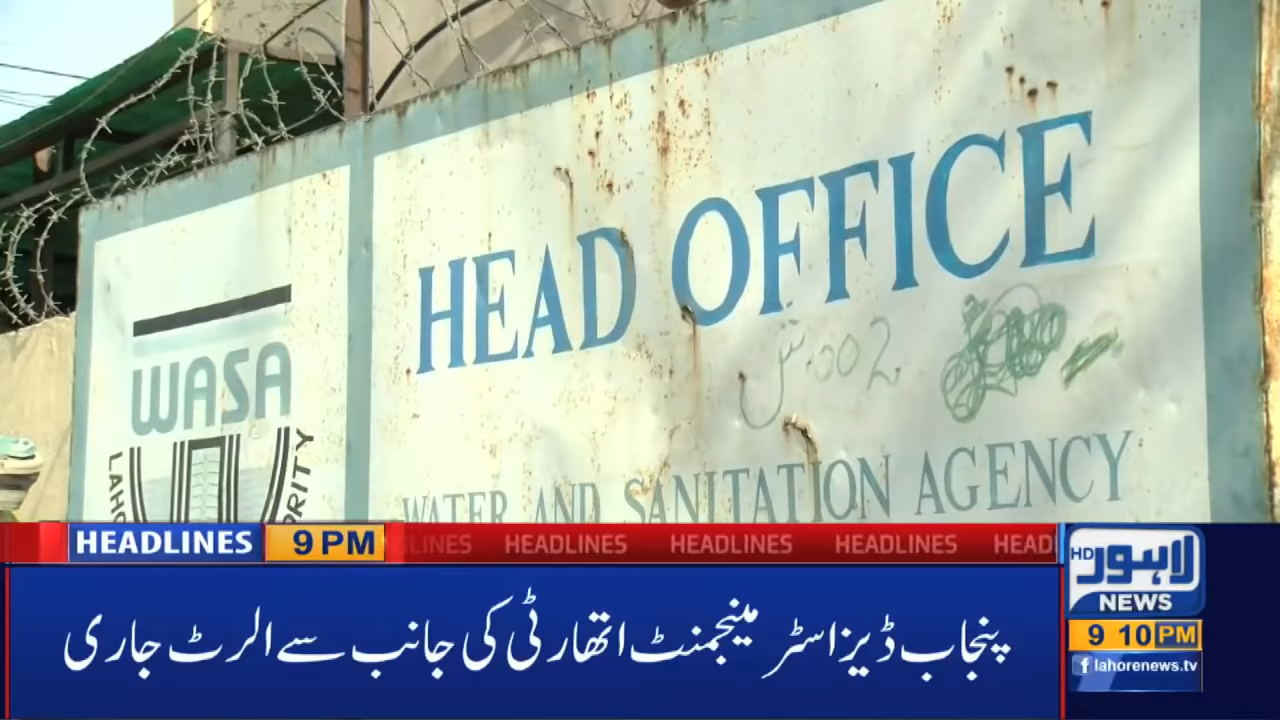 HEAD OFFICE
WASA
WATER AND SANITATION AGENCY
HEADLINES 9 PM HEADLINES HEADLINES HEADLINES
پنجاب ڈیزاسٹر مینجمنٹ اتھارٹی کی جانب سے الرٹ جاری
لاہور HD
NEWS
9 10 PM
f lahorenews.tv